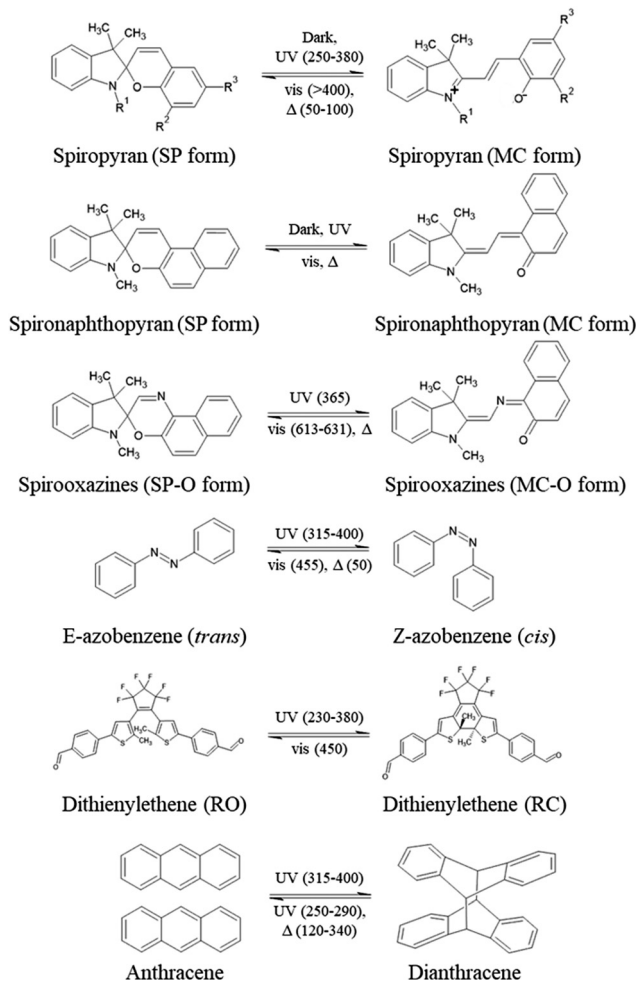 H₃C CH₃ N R¹ O R² R³
Dark,
UV (250-380)
vis (>400),
Δ (50-100)
H₃C CH₃ N + R¹ O⁻ R² R³
Spiropyran (SP form)
Spiropyran (MC form)
H₃C CH₃ N CH₃ O
Dark, UV
vis, Δ
H₃C CH₃ N CH₃ O
Spironaphthopyran (SP form)
Spironaphthopyran (MC form)
H₃C CH₃ N N CH₃ O
UV (365)
vis (613-631), Δ
H₃C CH₃ N N CH₃ O
Spirooxazines (SP-O form)
Spirooxazines (MC-O form)
N N
UV (315-400)
vis (455), Δ (50)
N N
E-azobenzene (trans)
Z-azobenzene (cis)
F F F F F F H₃C S CH₃ S O O
UV (230-380)
vis (450)
F F F F F F CH₃ H₃C S S O O
Dithienylethene (RO)
Dithienylethene (RC)
UV (315-400)
UV (250-290),
Δ (120-340)
Anthracene
Dianthracene